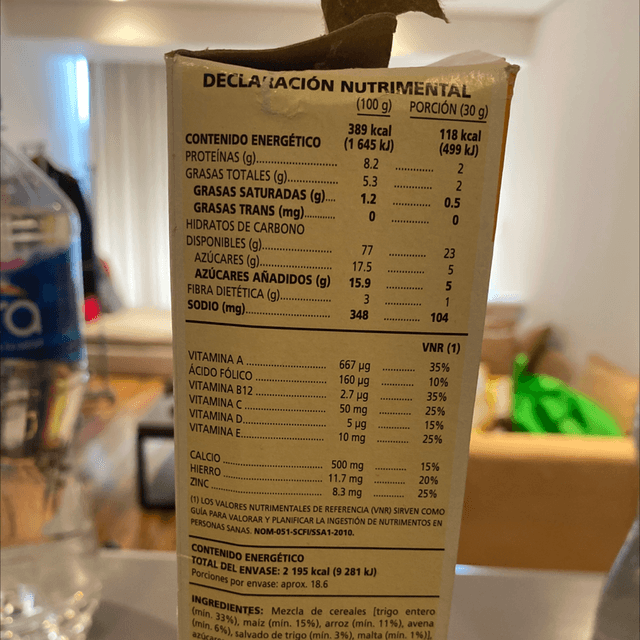 DECLARACIÓN NUTRIMENTAL
(100 g) PORCIÓN (30 g)
CONTENIDO ENERGÉTICO 389 kcal (1 645 kJ) 118 kcal (499 kJ)
PROTEÍNAS (g)............ 8.2 ............ 2
GRASAS TOTALES (g)............ 5.3 ............ 2
GRASAS SATURADAS (g).... 1.2 ............ 0.5
GRASAS TRANS (mg)........ 0 ............ 0
HIDRATOS DE CARBONO
DISPONIBLES (g)............ 77 ............ 23
AZÚCARES (g)............ 17.5 ............ 5
AZÚCARES AÑADIDOS (g) 15.9 ............ 5
FIBRA DIETÉTICA (g)............ 3 ............ 1
SODIO (mg)............ 348 ............ 104
VNR (1)
VITAMINA A ............ 667 µg ............ 35%
ÁCIDO FÓLICO ............ 160 µg ............ 10%
VITAMINA B12 ............ 2.7 µg ............ 35%
VITAMINA C ............ 50 mg ............ 25%
VITAMINA D ............ 5 µg ............ 15%
VITAMINA E ............ 10 mg ............ 25%
CALCIO ............ 500 mg ............ 15%
HIERRO ............ 11.7 mg ............ 20%
ZINC ............ 8.3 mg ............ 25%
(1) LOS VALORES NUTRIMENTALES DE REFERENCIA (VNR) SIRVEN COMO
GUÍA PARA VALORAR Y PLANIFICAR LA INGESTIÓN DE NUTRIMENTOS EN
PERSONAS SANAS. NOM-051-SCFI/SSA1-2010.
CONTENIDO ENERGÉTICO
TOTAL DEL ENVASE: 2 195 kcal (9 281 kJ)
Porciones por envase: aprox. 18.6
INGREDIENTES: Mezcla de cereales [trigo entero
(mín. 33%), maíz (mín. 15%), arroz (mín. 11%), avena
(mín. 6%), salvado de trigo (mín. 3%), malta (mín. 1%)],